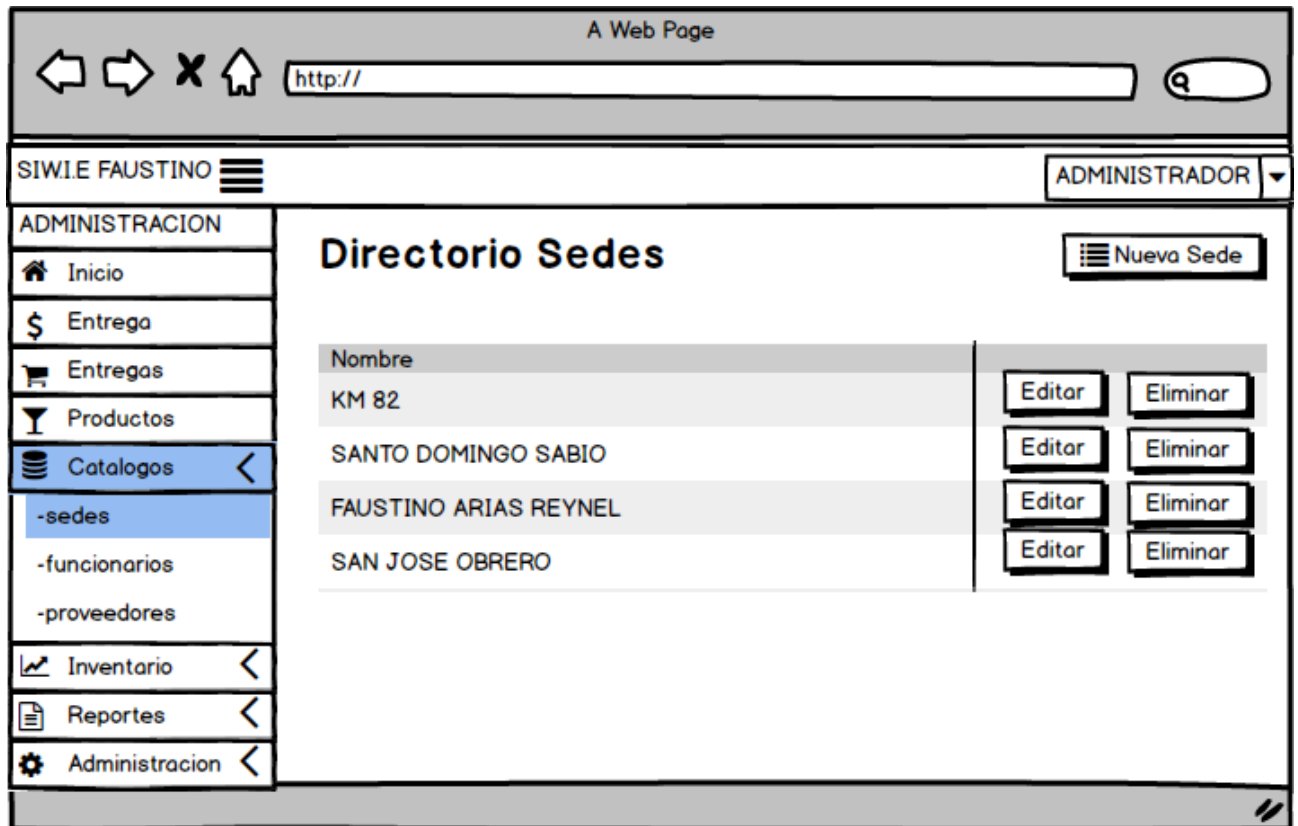 A Web Page
http://
SIW.I.E FAUSTINO
ADMINISTRADOR
ADMINISTRACION
Inicio
Entrega
Entregas
Productos
Catalogos
-sedes
-funcionarios
-proveedores
Inventario
Reportes
Administracion
Directorio Sedes
Nueva Sede
Nombre
KM 82 Editar Eliminar
SANTO DOMINGO SABIO Editar Eliminar
FAUSTINO ARIAS REYNEL Editar Eliminar
SAN JOSE OBRERO Editar Eliminar